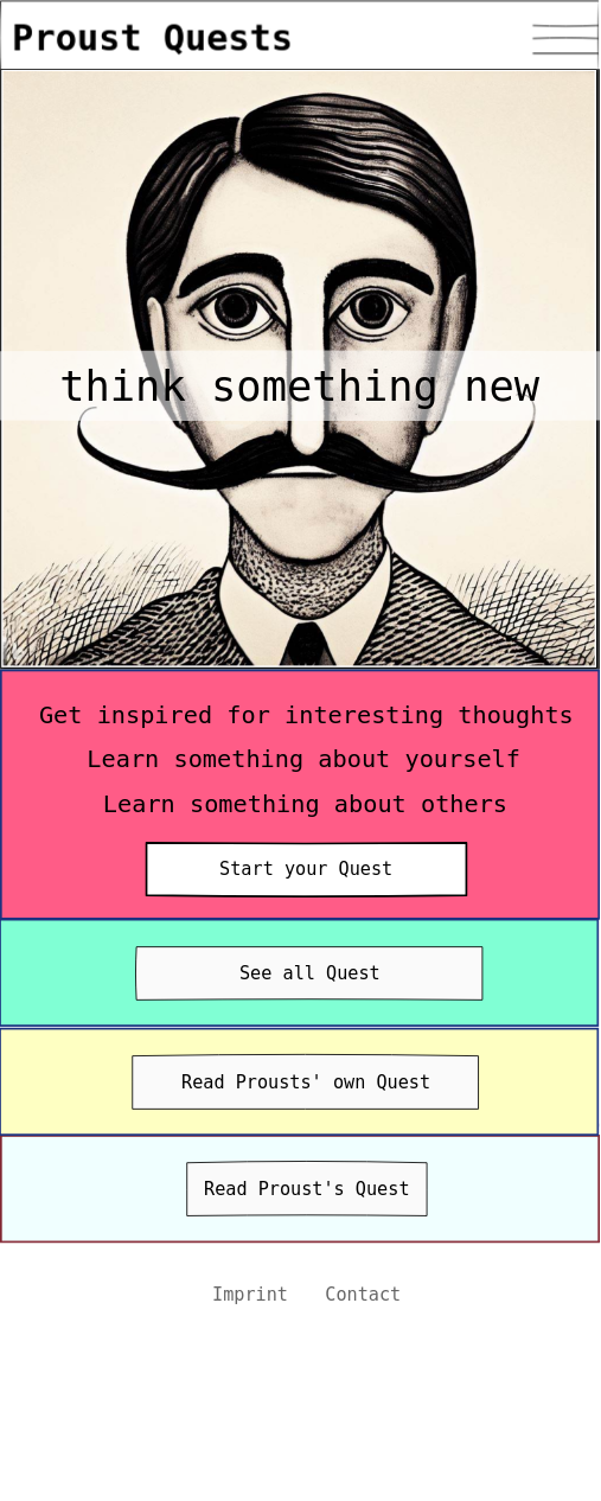 Proust Quests
think something new
Get inspired for interesting thoughts
Learn something about yourself
Learn something about others
Start your Quest
See all Quest
Read Prousts' own Quest
Read Proust's Quest
Imprint Contact